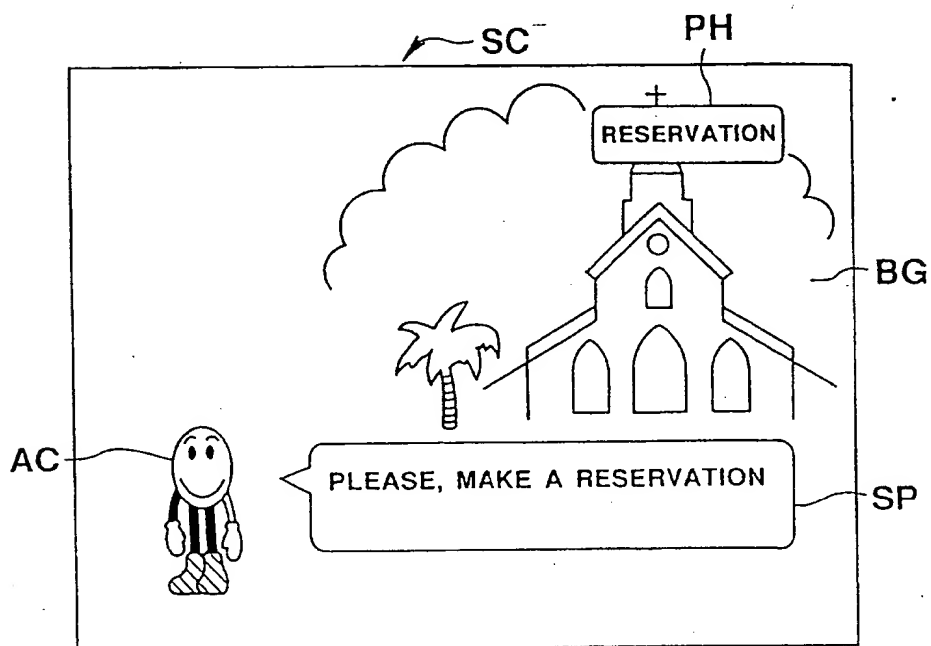 SC
PH
RESERVATION
BG
AC
PLEASE, MAKE A RESERVATION
SP